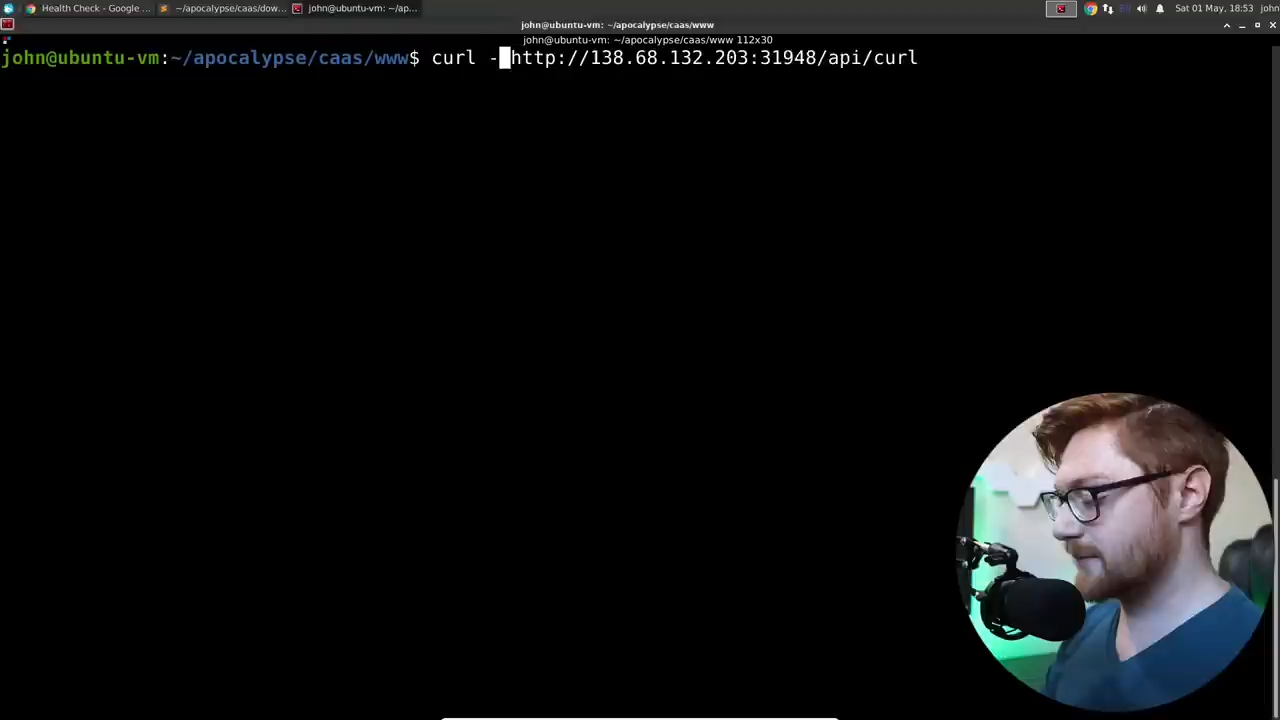 Health Check - Google ...
~/apocalypse/caas/dow...
john@ubuntu-vm: ~/ap...
Sat 01 May, 18:53 john
john@ubuntu-vm: ~/apocalypse/caas/www
john@ubuntu-vm: ~/apocalypse/caas/www 112x30
john@ubuntu-vm:~/apocalypse/caas/www$ curl - http://138.68.132.203:31948/api/curl